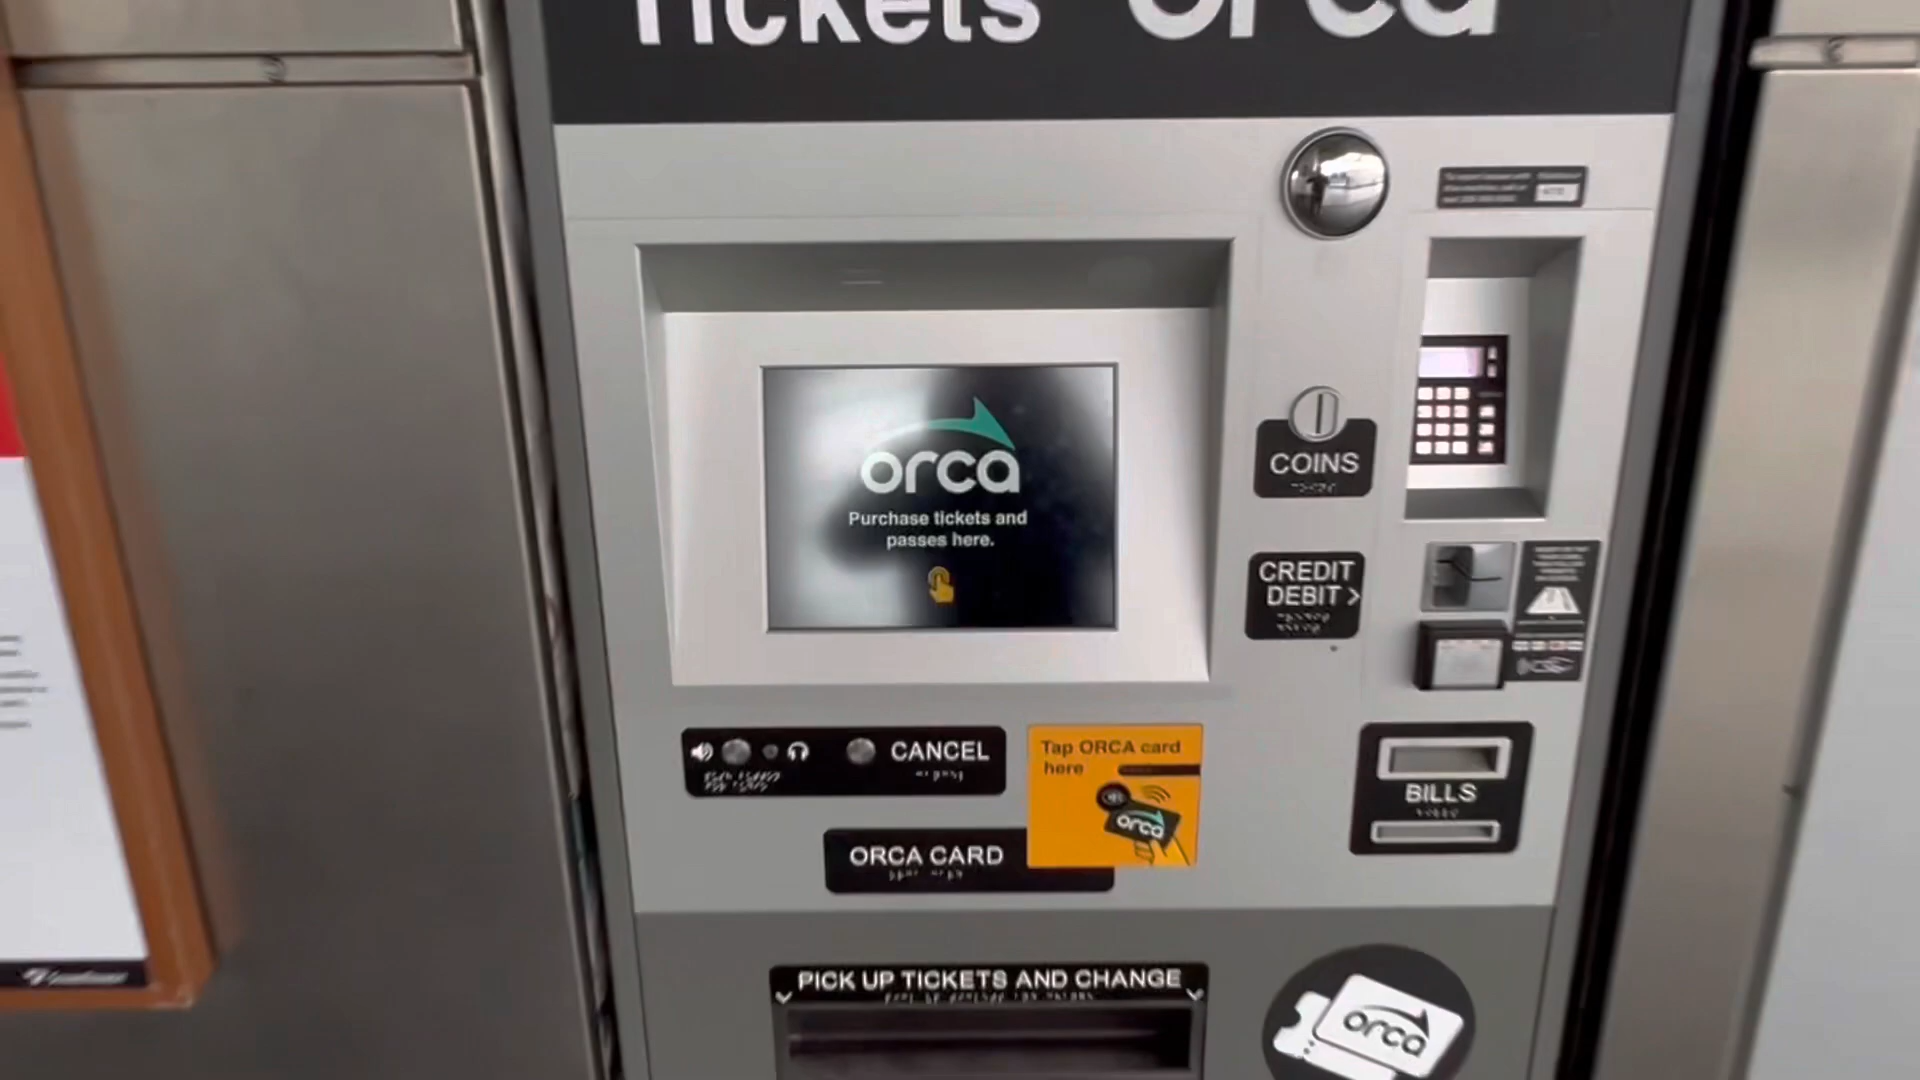 Tickets orca
orca
Purchase tickets and
passes here.
COINS
CREDIT
DEBIT >
CANCEL
Tap ORCA card
here
orca
BILLS
ORCA CARD
PICK UP TICKETS AND CHANGE
orca